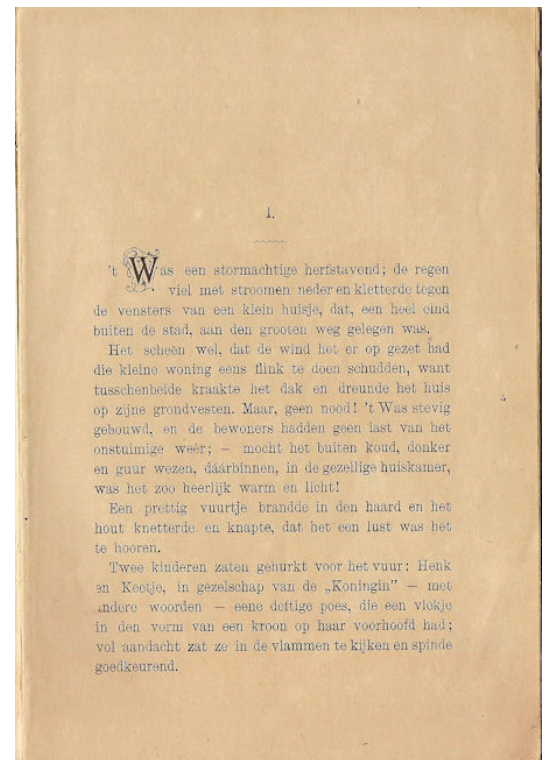 I.
't Was een stormachtige herfstavond; de regen
viel met stroomen neder en kletterde tegen
de vensters van een klein huisje, dat, een heel eind
buiten de stad, aan den grooten weg gelegen was.
Het scheen wel, dat de wind het er op gezet had
die kleine woning eens flink te doen schudden, want
tusschenbeide kraakte het dak en dreunde het huis
op zijne grondvesten. Maar, geen nood! 't Was stevig
gebouwd, en de bewoners hadden geen last van het
onstuimige weêr; — mocht het buiten koud, donker
en guur wezen, dáárbinnen, in de gezellige huiskamer,
was het zoo heerlijk warm en licht!
Een prettig vuurtje brandde in den haard en het
hout knetterde en knapte, dat het een lust was het
te hooren.
Twee kinderen zaten gehurkt voor het vuur: Henk
en Keetje, in gezelschap van de „Koningin” — met
andere woorden — eene deftige poes, die een vlekje
in den vorm van een kroon op haar voorhoofd had;
vol aandacht zat ze in de vlammen te kijken en spinde
goedkeurend.